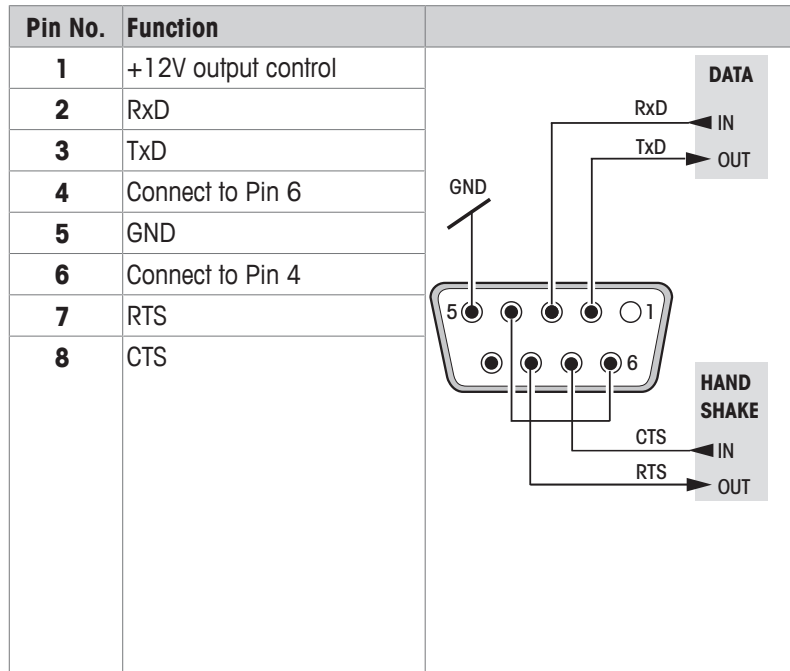 Pin No. Function
1 +12V output control
2 RxD
3 TxD
4 Connect to Pin 6
5 GND
6 Connect to Pin 4
7 RTS
8 CTS
DATA
RxD IN
TxD OUT
GND
5 1
6
HAND
SHAKE
CTS IN
RTS OUT